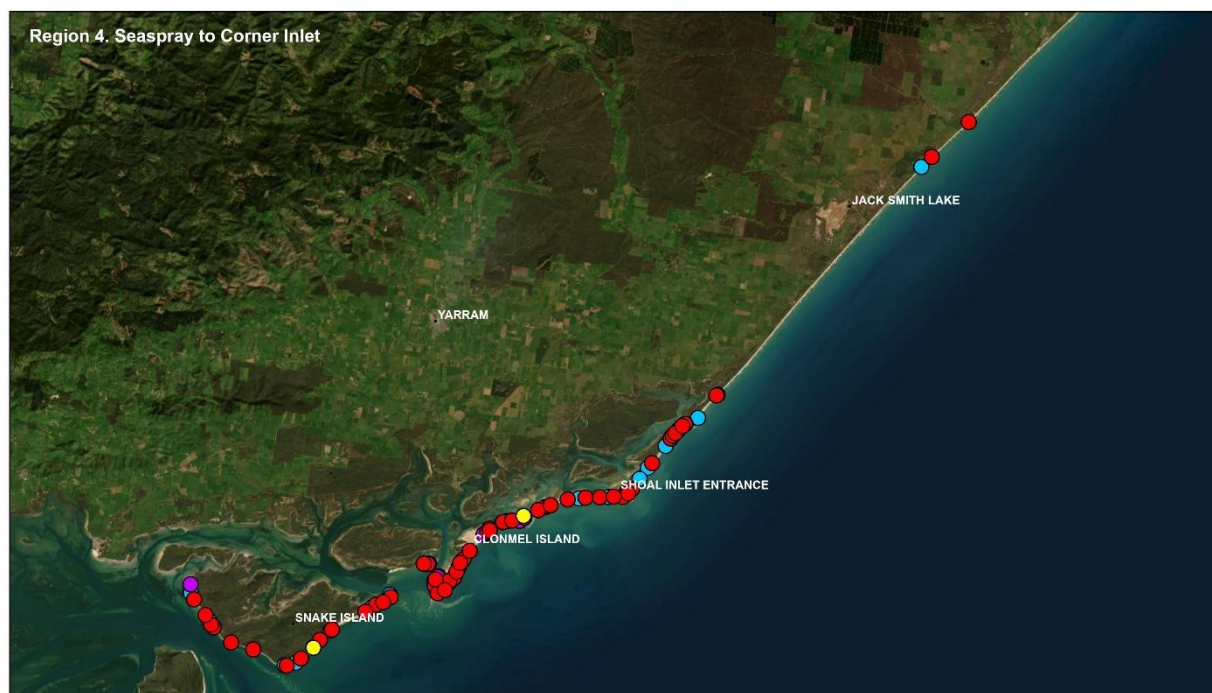 Region 4. Seaspray to Corner Inlet
JACK SMITH LAKE
YARRAM
SHOAL INLET ENTRANCE
CLONMEL ISLAND
SNAKE ISLAND